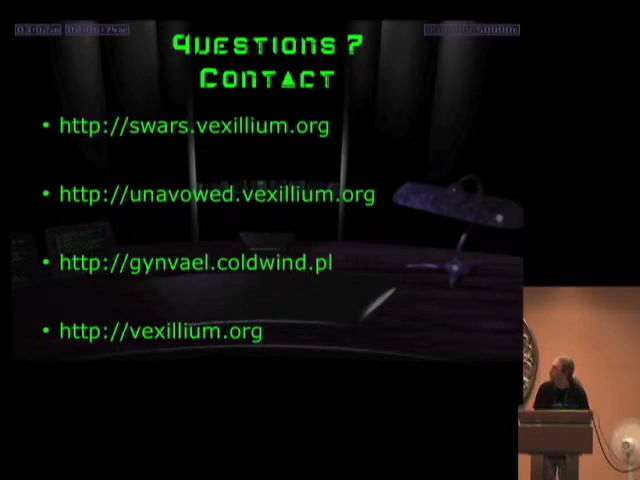 Questions ?
Contact
• http://swars.vexillium.org
• http://unavowed.vexillium.org
• http://gynvael.coldwind.pl
• http://vexillium.org